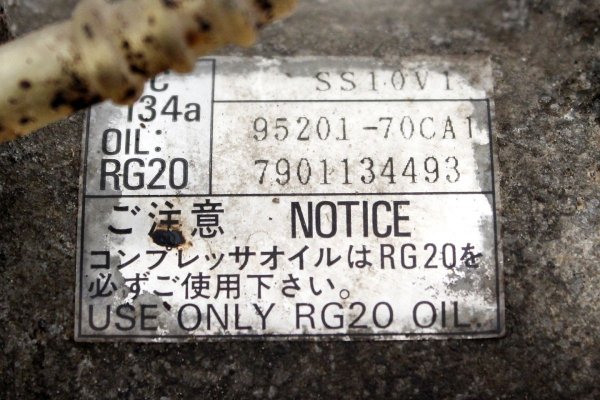 SS10V1
134a
OIL:
RG20
95201-70CA1
7901134493
ご注意 NOTICE
コンプレッサオイルはRG20を
必ずご使用下さい。
USE ONLY RG20 OIL.